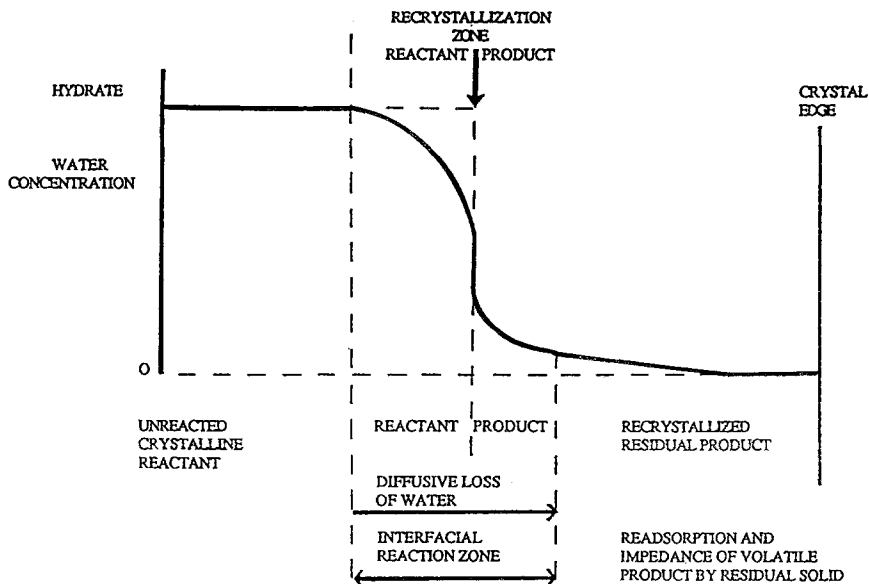 RECRYSTALLIZATION
ZONE
REACTANT PRODUCT
HYDRATE
CRYSTAL
EDGE
WATER
CONCENTRATION
O
UNREACTED
CRYSTALLINE
REACTANT
REACTANT PRODUCT
RECRYSTALLIZED
RESIDUAL PRODUCT
DIFFUSIVE LOSS
OF WATER
INTERFACIAL
REACTION ZONE
READSORPTION AND
IMPEDANCE OF VOLATILE
PRODUCT BY RESIDUAL SOLID